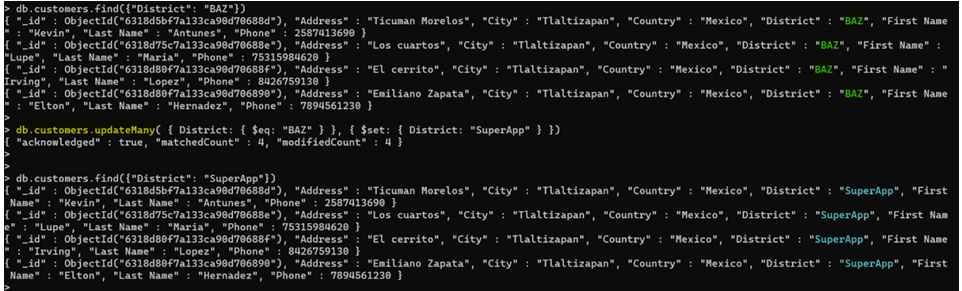 > db.customers.find({"District": "BAZ"})
{ "_id" : ObjectId("6318d5bf7a133ca90d70688d"), "Address" : "Ticuman Morelos", "City" : "Tlaltizapan", "Country" : "Mexico", "District" : "BAZ", "First Name
" : "Kevin", "Last Name" : "Antunes", "Phone" : 2587413690 }
{ "_id" : ObjectId("6318d75c7a133ca90d70688e"), "Address" : "Los cuartos", "City" : "Tlaltizapan", "Country" : "Mexico", "District" : "BAZ", "First Name" :
"Lupe", "Last Name" : "Maria", "Phone" : 75315984620 }
{ "_id" : ObjectId("6318d80f7a133ca90d70688f"), "Address" : "El cerrito", "City" : "Tlaltizapan", "Country" : "Mexico", "District" : "BAZ", "First Name" : "
Irving", "Last Name" : "Lopez", "Phone" : 8426759130 }
{ "_id" : ObjectId("6318d80f7a133ca90d706890"), "Address" : "Emiliano Zapata", "City" : "Tlaltizapan", "Country" : "Mexico", "District" : "BAZ", "First Name
" : "Elton", "Last Name" : "Hernadez", "Phone" : 7894561230 }
>
> db.customers.updateMany( { District: { $eq: "BAZ" } }, { $set: { District: "SuperApp" } })
{ "acknowledged" : true, "matchedCount" : 4, "modifiedCount" : 4 }
>
>
> db.customers.find({"District": "SuperApp"})
{ "_id" : ObjectId("6318d5bf7a133ca90d70688d"), "Address" : "Ticuman Morelos", "City" : "Tlaltizapan", "Country" : "Mexico", "District" : "SuperApp", "First
 Name" : "Kevin", "Last Name" : "Antunes", "Phone" : 2587413690 }
{ "_id" : ObjectId("6318d75c7a133ca90d70688e"), "Address" : "Los cuartos", "City" : "Tlaltizapan", "Country" : "Mexico", "District" : "SuperApp", "First Nam
e" : "Lupe", "Last Name" : "Maria", "Phone" : 75315984620 }
{ "_id" : ObjectId("6318d80f7a133ca90d70688f"), "Address" : "El cerrito", "City" : "Tlaltizapan", "Country" : "Mexico", "District" : "SuperApp", "First Name
" : "Irving", "Last Name" : "Lopez", "Phone" : 8426759130 }
{ "_id" : ObjectId("6318d80f7a133ca90d706890"), "Address" : "Emiliano Zapata", "City" : "Tlaltizapan", "Country" : "Mexico", "District" : "SuperApp", "First
 Name" : "Elton", "Last Name" : "Hernadez", "Phone" : 7894561230 }
>